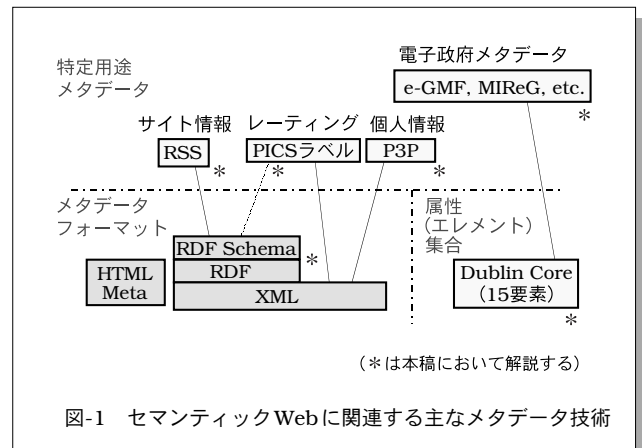 電子政府メタデータ
特定用途
メタデータ
e-GMF, MIReG, etc.
＊
サイト情報 レーティング 個人情報
RSS
＊
PICSラベル
＊
P3P
＊
メタデータ
フォーマット
属性
(エレメント)
集合
RDF Schema
RDF
＊
HTML
Meta
XML
Dublin Core
(15要素)
＊
(＊は本稿において解説する)
図-1 セマンティックWebに関連する主なメタデータ技術